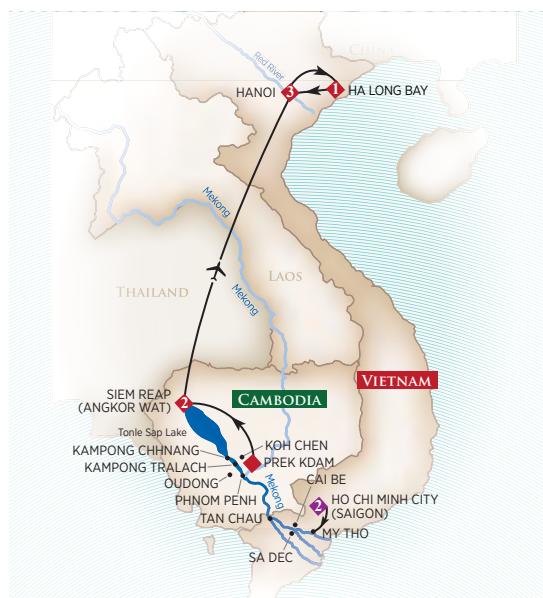 CHINA
Red River
HANOI
3
1
HA LONG BAY
Mekong
LAOS
THAILAND
Mekong
VIETNAM
SIEM REAP
(ANGKOR WAT)
2
CAMBODIA
Tonle Sap Lake
KOH CHEN
KAMPONG CHHNANG
PREK KDAM
KAMPONG TRALACH
OUDONG
CAI BE
Mekong
PHNOM PENH
2
HO CHI MINH CITY
(SAIGON)
TAN CHAU
MY THO
SA DEC